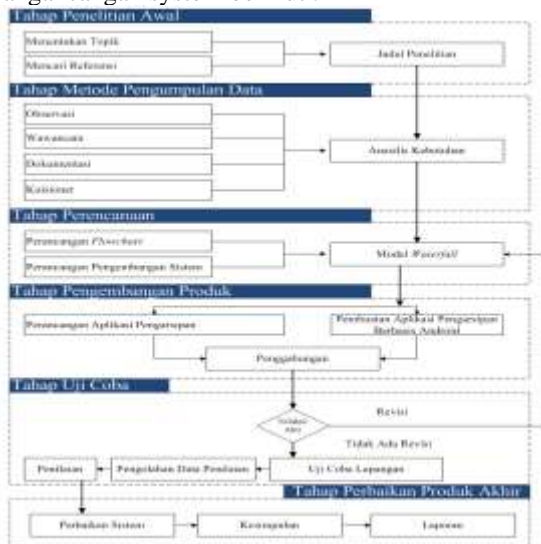 Tahap Penelitian Awal
Menentukan Topik
Mencari Referensi
Judul Penelitian
Tahap Metode Pengumpulan Data
Observasi
Wawancara
Dokumentasi
Kuisioner
Analisis Kebutuhan
Tahap Perencanaan
Perancangan Flowchart
Perancangan Pengembangan Sistem
Model Waterfall
Tahap Pengembangan Produk
Perancangan Aplikasi Pengarsipan
Pembuatan Aplikasi Pengarsipan
Berbasis Android
Penggabungan
Tahap Uji Coba
Validasi
Ahli
Revisi
Tidak Ada Revisi
Penilaian
Pengolahan Data Penilaian
Uji Coba Lapangan
Tahap Perbaikan Produk Akhir
Perbaikan Sistem
Kesimpulan
Laporan